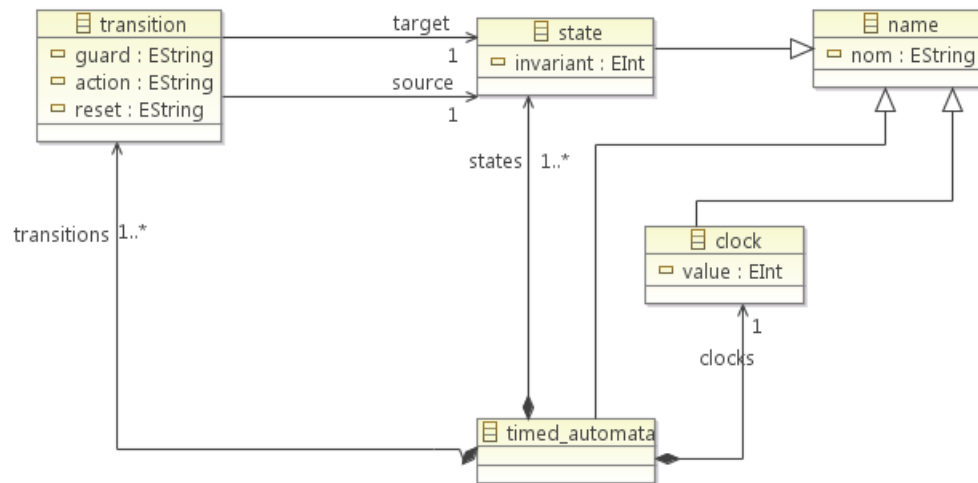 transition
guard : EString
action : EString
reset : EString
target
1
source
1
state
invariant : EInt
name
nom : EString
states
1..*
transitions
1..*
clock
value : EInt
1
clocks
timed_automata